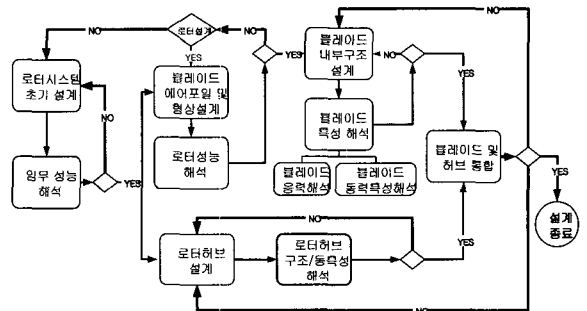 NO
로터설계
NO
NO
YES
YES
로터시스템
초기 설계
NO
블레이드
에어포일 및
형상설계
블레이드
내부구조
설계
NO
YES
임무 성능
해석
YES
로터성능
해석
블레이드
특성 해석
블레이드
응력해석
블레이드
동력특성해석
블레이드 및
허브 통합
YES
설계
종료
NO
로터허브
설계
로터허브
구조/동특성
해석
YES
NO